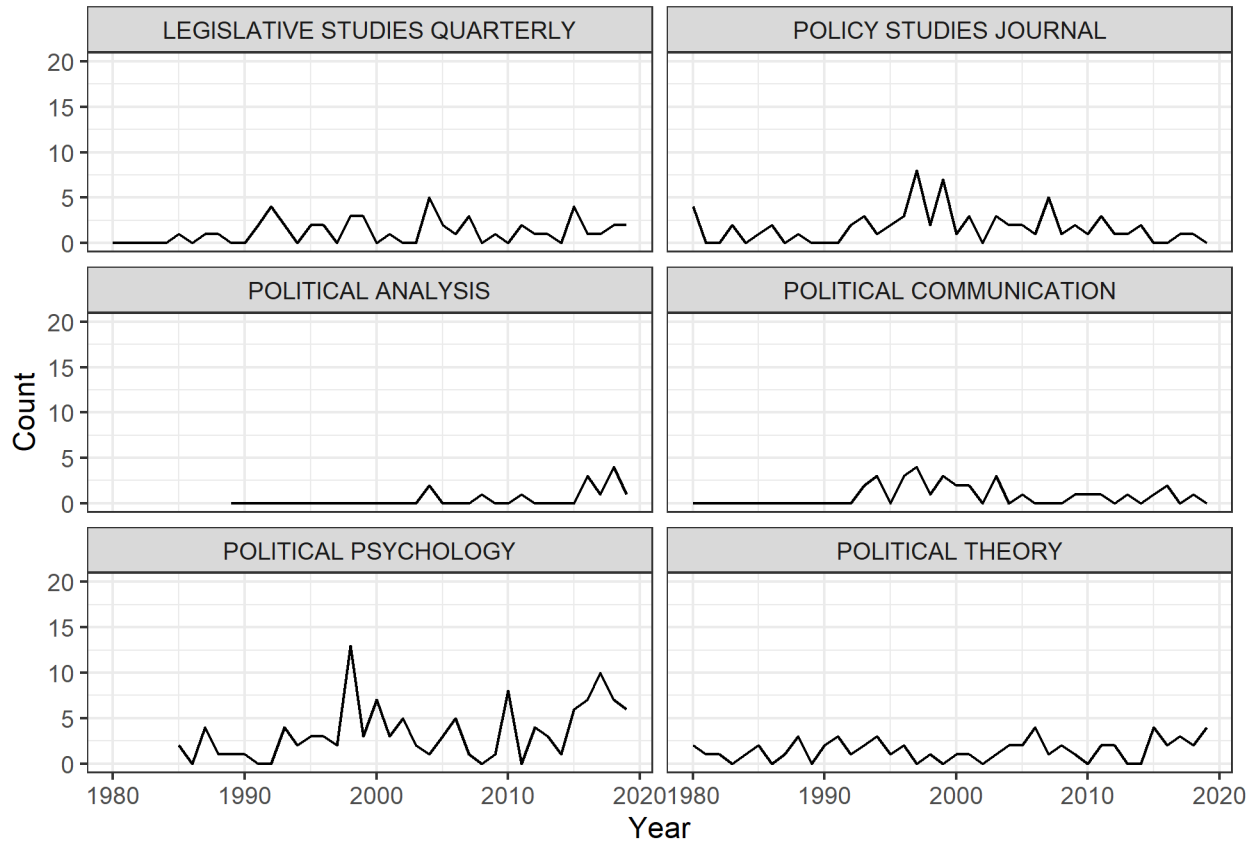 LEGISLATIVE STUDIES QUARTERLY
POLICY STUDIES JOURNAL
20
15
10
5
0
POLITICAL ANALYSIS
POLITICAL COMMUNICATION
20
15
10
5
0
POLITICAL PSYCHOLOGY
POLITICAL THEORY
20
15
10
5
0
Count
1980 1990 2000 2010 2020
1980 1990 2000 2010 2020
Year